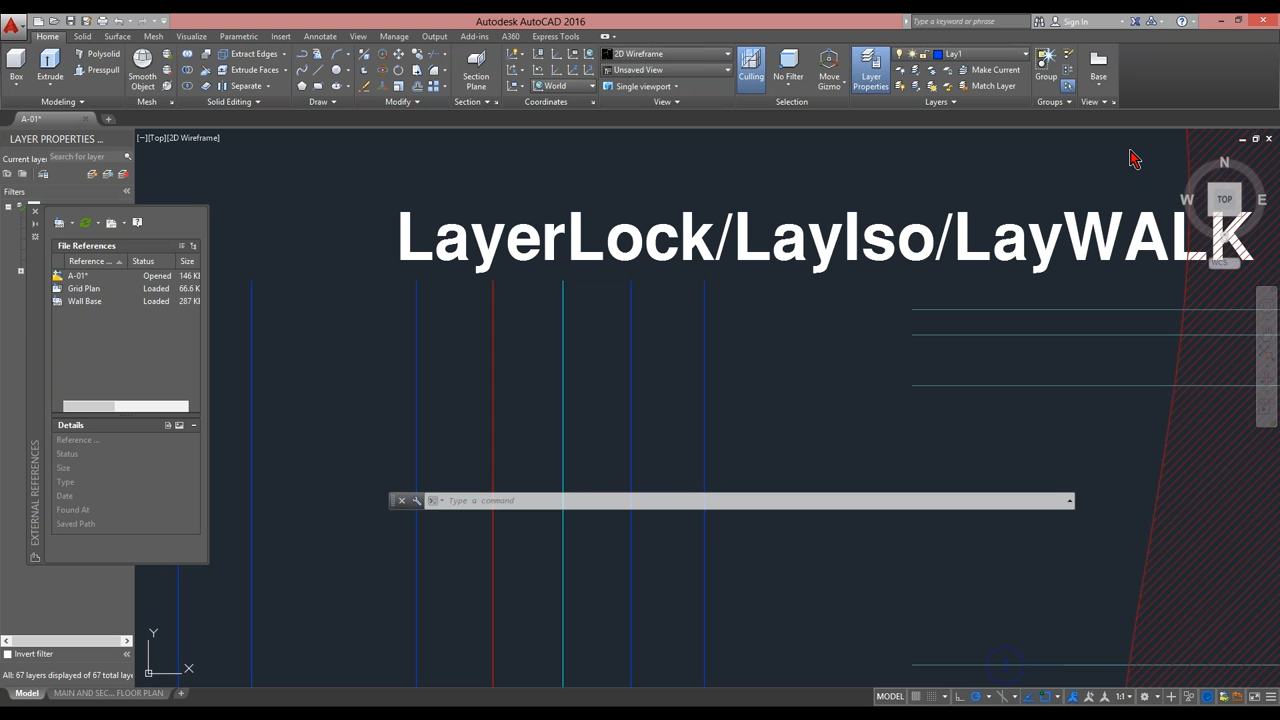 Autodesk AutoCAD 2016
Type a keyword or phrase
Sign In
Home Solid Surface Mesh Visualize Parametric Insert Annotate View Manage Output Add-ins A360 Express Tools
Box
Extrude
Polysolid
Presspull
Modeling
Smooth
Object
Mesh
Extract Edges
Extrude Faces
Separate
Solid Editing
Draw
Modify
Section
Plane
Section
World
Coordinates
2D Wireframe
Unsaved View
Single viewport
View
Culling
No Filter
Move
Gizmo
Selection
Layer
Properties
Lay1
Make Current
Match Layer
Layers
Group
Groups
Base
View
A-01*
LAYER PROPERTIES ...
Current layer
Search for layer
Filters
[−][Top][2D Wireframe]
N
W TOP E
WCS
LayerLock/LayIso/LayWALK
File References
Reference ... Status Size
A-01* Opened 146 KB
Grid Plan Loaded 66.6 K
Wall Base Loaded 287 KB
Details
Reference ...
Status
Size
Type
Date
Found At
Saved Path
EXTERNAL REFERENCES
Type a command
Y
X
Invert filter
All: 67 layers displayed of 67 total laye
Model MAIN AND SEC... FLOOR PLAN
MODEL
1:1